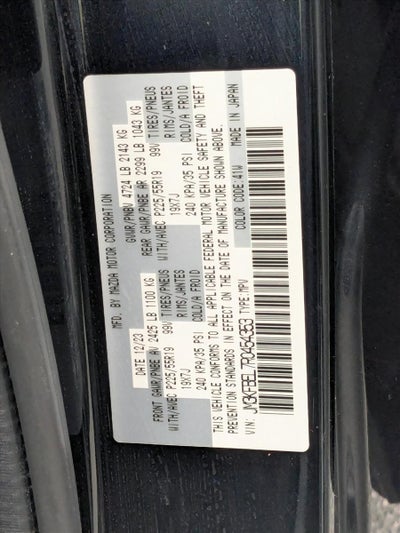 MFD. BY MAZDA MOTOR CORPORATION
DATE 12/23 GVWR/PNBV 4724 LB 2143 KG
FRONT GAWR/PNBE AV 2425 LB 1100 KG REAR GAWR/PNBE AR 2299 LB 1043 KG
WITH/AVEC P225/55R19 99V TIRES/PNEUS WITH/AVEC P225/55R19 99V TIRES/PNEUS
19X7J RIMS/JANTES 19X7J RIMS/JANTES
240 KPA/35 PSI COLD/A FROID 240 KPA/35 PSI COLD/A FROID
THIS VEHICLE CONFORMS TO ALL APPLICABLE FEDERAL MOTOR VEHICLE SAFETY AND THEFT
PREVENTION STANDARDS IN EFFECT ON THE DATE OF MANUFACTURE SHOWN ABOVE.
VIN: JM3KFBEL7R0454353 TYPE:MPV COLOR CODE:41W MADE IN JAPAN